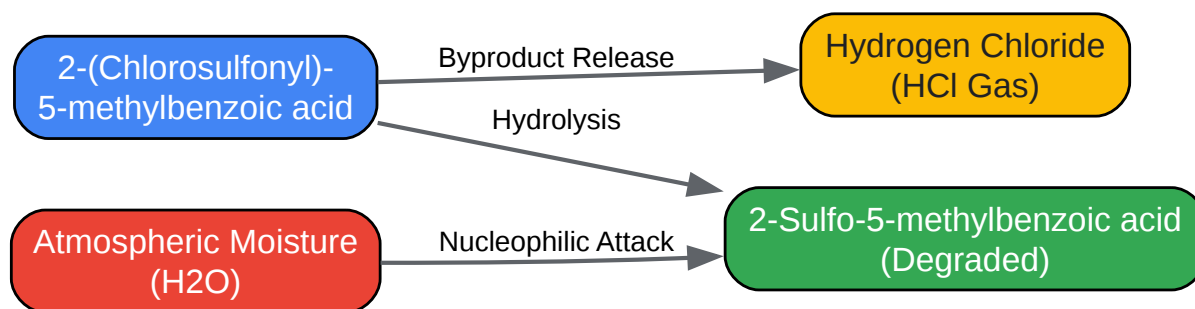 2-(Chlorosulfonyl)-
5-methylbenzoic acid
Byproduct Release
Hydrogen Chloride
(HCl Gas)
Hydrolysis
Atmospheric Moisture
(H2O)
Nucleophilic Attack
2-Sulfo-5-methylbenzoic acid
(Degraded)